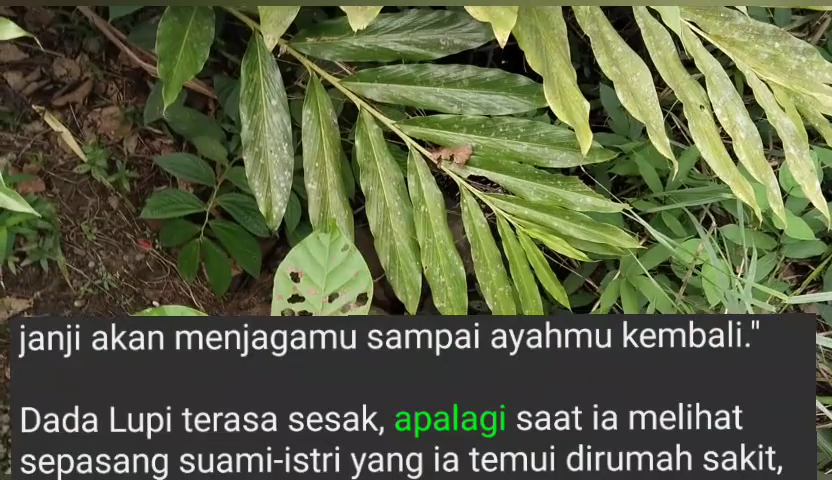 janji akan menjagamu sampai ayahmu kembali."
Dada Lupi terasa sesak, apalagi saat ia melihat
sepasang suami-istri yang ia temui dirumah sakit,